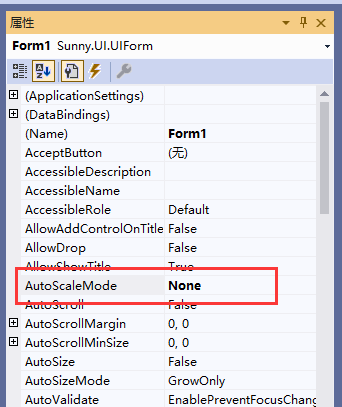 属性
Form1 Sunny.UI.UIForm
(ApplicationSettings)
(DataBindings)
(Name) Form1
AcceptButton (无)
AccessibleDescription
AccessibleName
AccessibleRole Default
AllowAddControlOnTitle False
AllowDrop False
AllowShowTitle True
AutoScaleMode None
AutoScroll False
AutoScrollMargin 0, 0
AutoScrollMinSize 0, 0
AutoSize False
AutoSizeMode GrowOnly
AutoValidate EnablePreventFocusChang